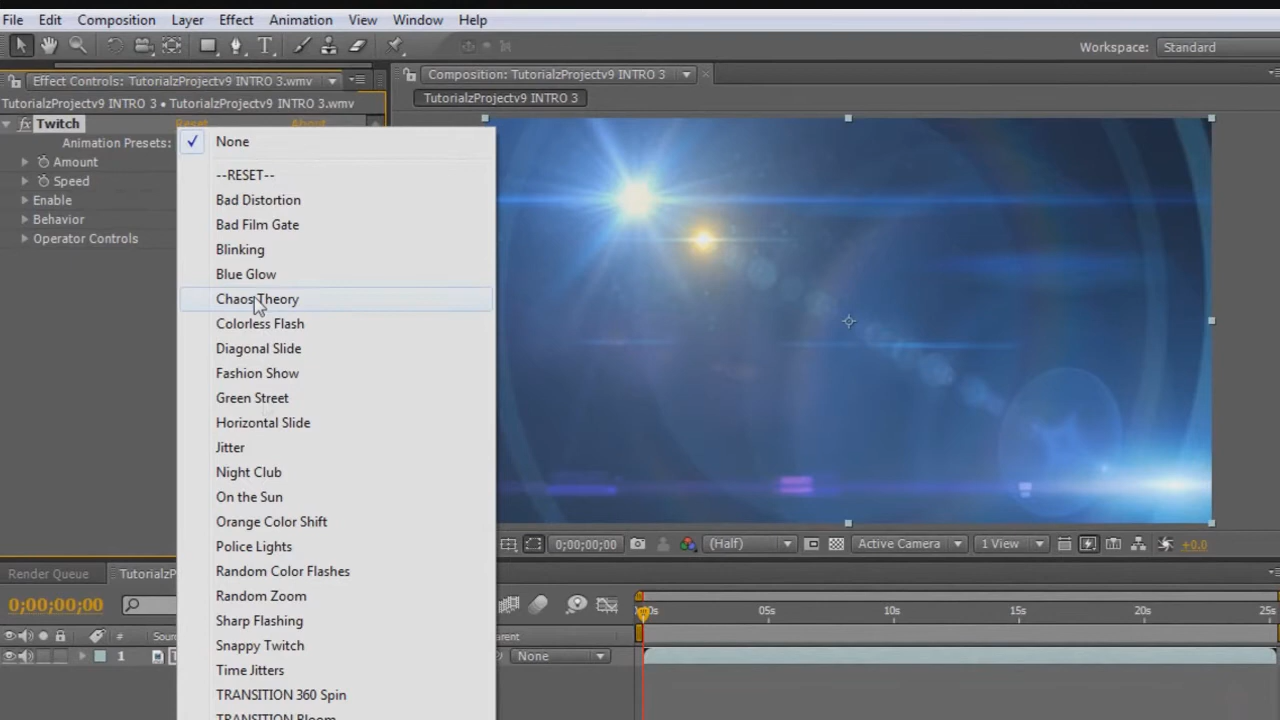 File Edit Composition Layer Effect Animation View Window Help
Workspace: Standard
Effect Controls: TutorialzProjectv9 INTRO 3.wmv
Composition: TutorialzProjectv9 INTRO 3
TutorialzProjectv9 INTRO 3 • TutorialzProjectv9 INTRO 3.wmv
TutorialzProjectv9 INTRO 3
fx Twitch Reset About
Animation Presets:
Amount
Speed
Enable
Behavior
Operator Controls
None
--RESET--
Bad Distortion
Bad Film Gate
Blinking
Blue Glow
Chaos Theory
Colorless Flash
Diagonal Slide
Fashion Show
Green Street
Horizontal Slide
Jitter
Night Club
On the Sun
Orange Color Shift
Police Lights
Random Color Flashes
Random Zoom
Sharp Flashing
Snappy Twitch
Time Jitters
TRANSITION 360 Spin
TRANSITION Bloom
0;00;00;00 (Half) Active Camera 1 View +0.0
Render Queue TutorialzP
0;00;00;00
00s 05s 10s 15s 20s 25s
# Sour
arent
1 T None